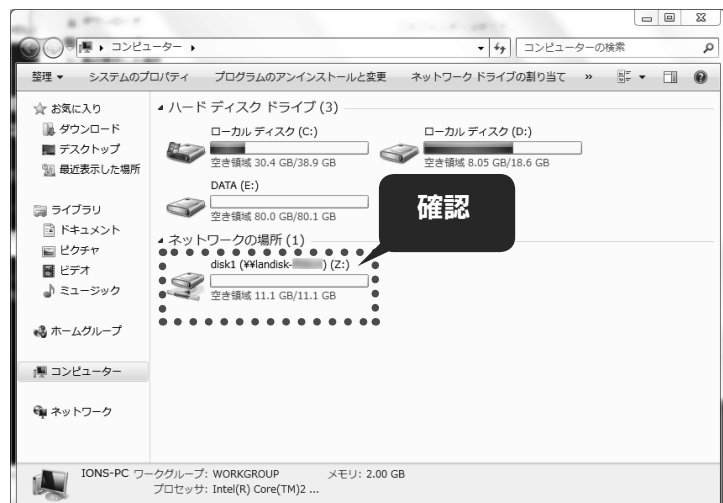 コンピューター
コンピューターの検索
整理
システムのプロパティ
プログラムのアンインストールと変更
ネットワーク ドライブの割り当て
»
お気に入り
ダウンロード
デスクトップ
最近表示した場所
ライブラリ
ドキュメント
ピクチャ
ビデオ
ミュージック
ホームグループ
コンピューター
ネットワーク
ハード ディスク ドライブ (3)
ローカル ディスク (C:)
空き領域 30.4 GB/38.9 GB
ローカル ディスク (D:)
空き領域 8.05 GB/18.6 GB
DATA (E:)
空き領域 80.0 GB/80.1 GB
確認
ネットワークの場所 (1)
disk1 (¥¥landisk- ) (Z:)
空き領域 11.1 GB/11.1 GB
IONS-PC ワークグループ: WORKGROUP メモリ: 2.00 GB
プロセッサ: Intel(R) Core(TM)2 ...